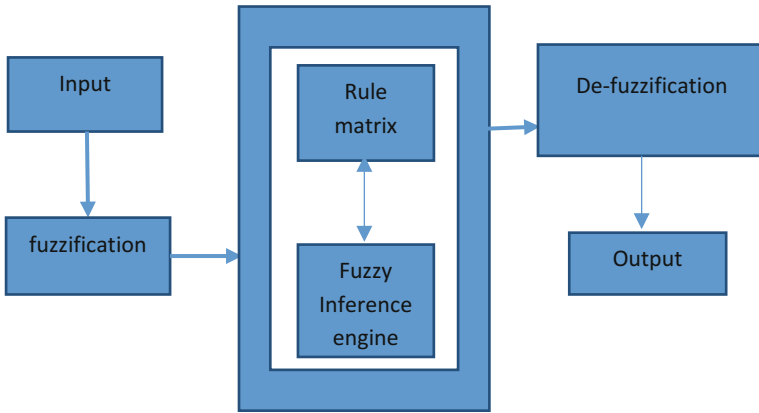 Input
fuzzification
Rule
matrix
Fuzzy
Inference
engine
De-fuzzification
Output